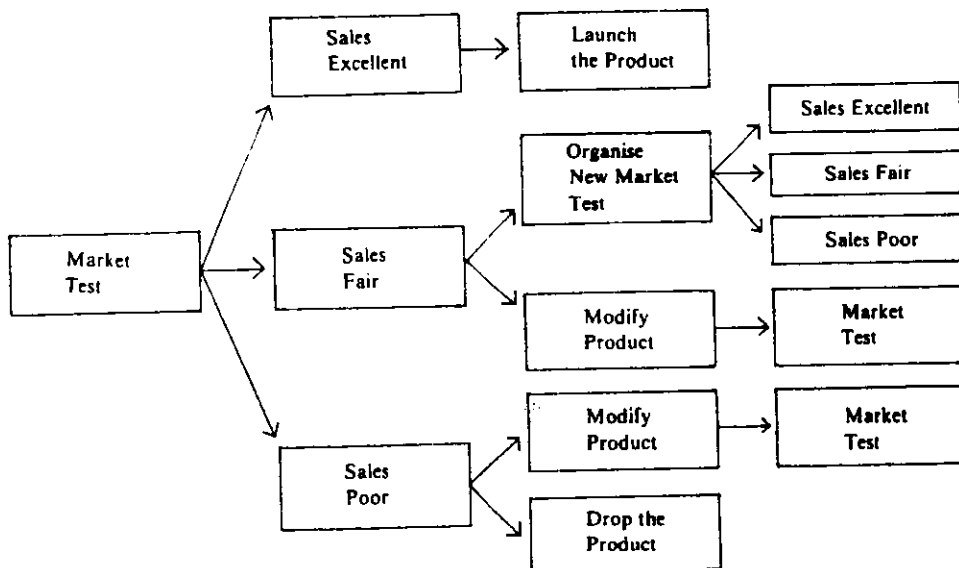 Sales
Excellent
Launch
the Product
Sales Excellent
Organise
New Market
Test
Sales Fair
Sales Poor
Market
Test
Sales
Fair
Modify
Product
Market
Test
Modify
Product
Market
Test
Sales
Poor
Drop the
Product